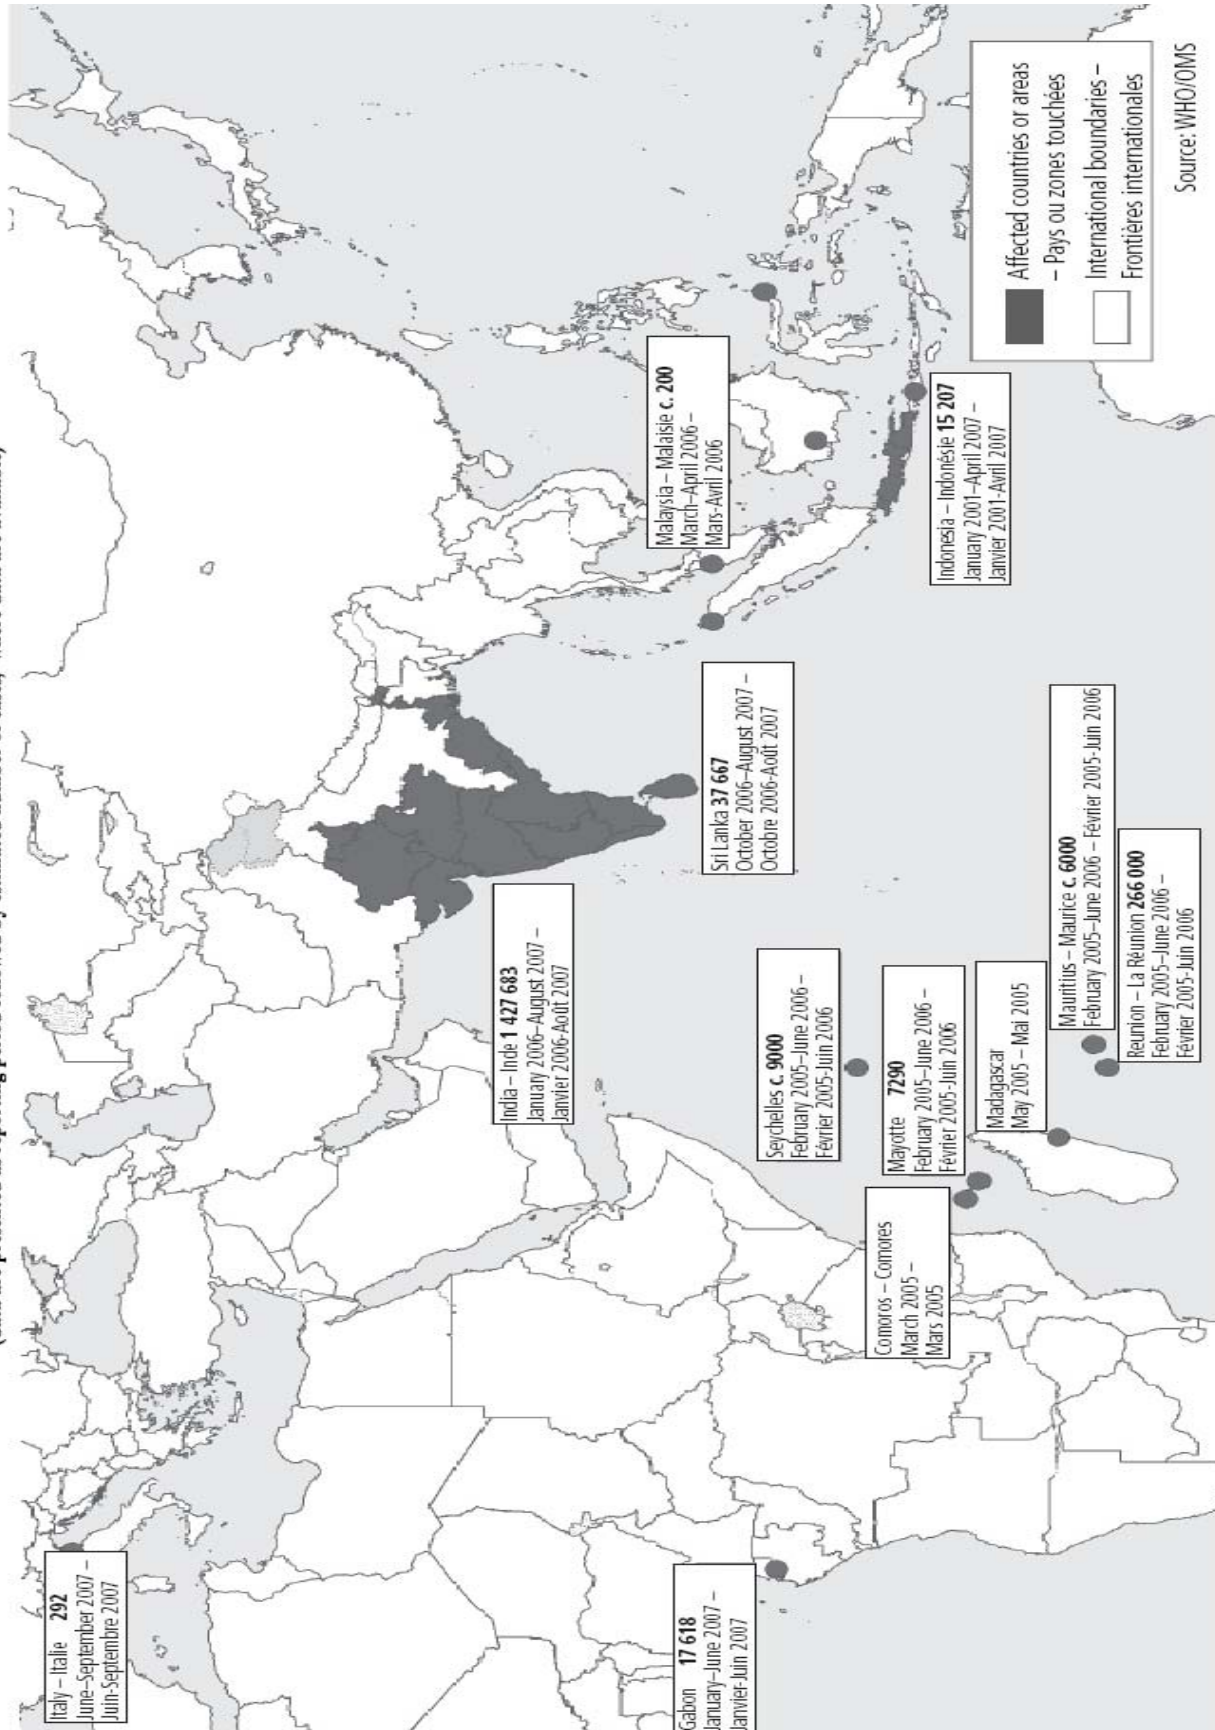 Italy – Italie 292
June–September 2007 –
Juin-Septembre 2007
Gabon 17 618
January–June 2007 –
Janvier-Juin 2007
India – Inde 1 427 683
January 2006–August 2007 –
Janvier 2006-Août 2007
Malaysia – Malaisie c. 200
March–April 2006 –
Mars-Avril 2006
Sri Lanka 37 667
October 2006–August 2007 –
Octobre 2006-Août 2007
Seychelles c. 9000
February 2005–June 2006 –
Février 2005-Juin 2006
Comoros – Comores
March 2005 –
Mars 2005
Mayotte 7290
February 2005–June 2006 –
Février 2005-Juin 2006
Madagascar
May 2005 – Mai 2005
Mauritius – Maurice c. 6000
February 2005–June 2006 – Février 2005-Juin 2006
Reunion – La Réunion 266 000
February 2005–June 2006 –
Février 2005-Juin 2006
Indonesia – Indonésie 15 207
January 2001–April 2007 –
Janvier 2001-Avril 2007
Affected countries or areas
– Pays ou zones touchées
International boundaries –
Frontières internationales
Source: WHO/OMS